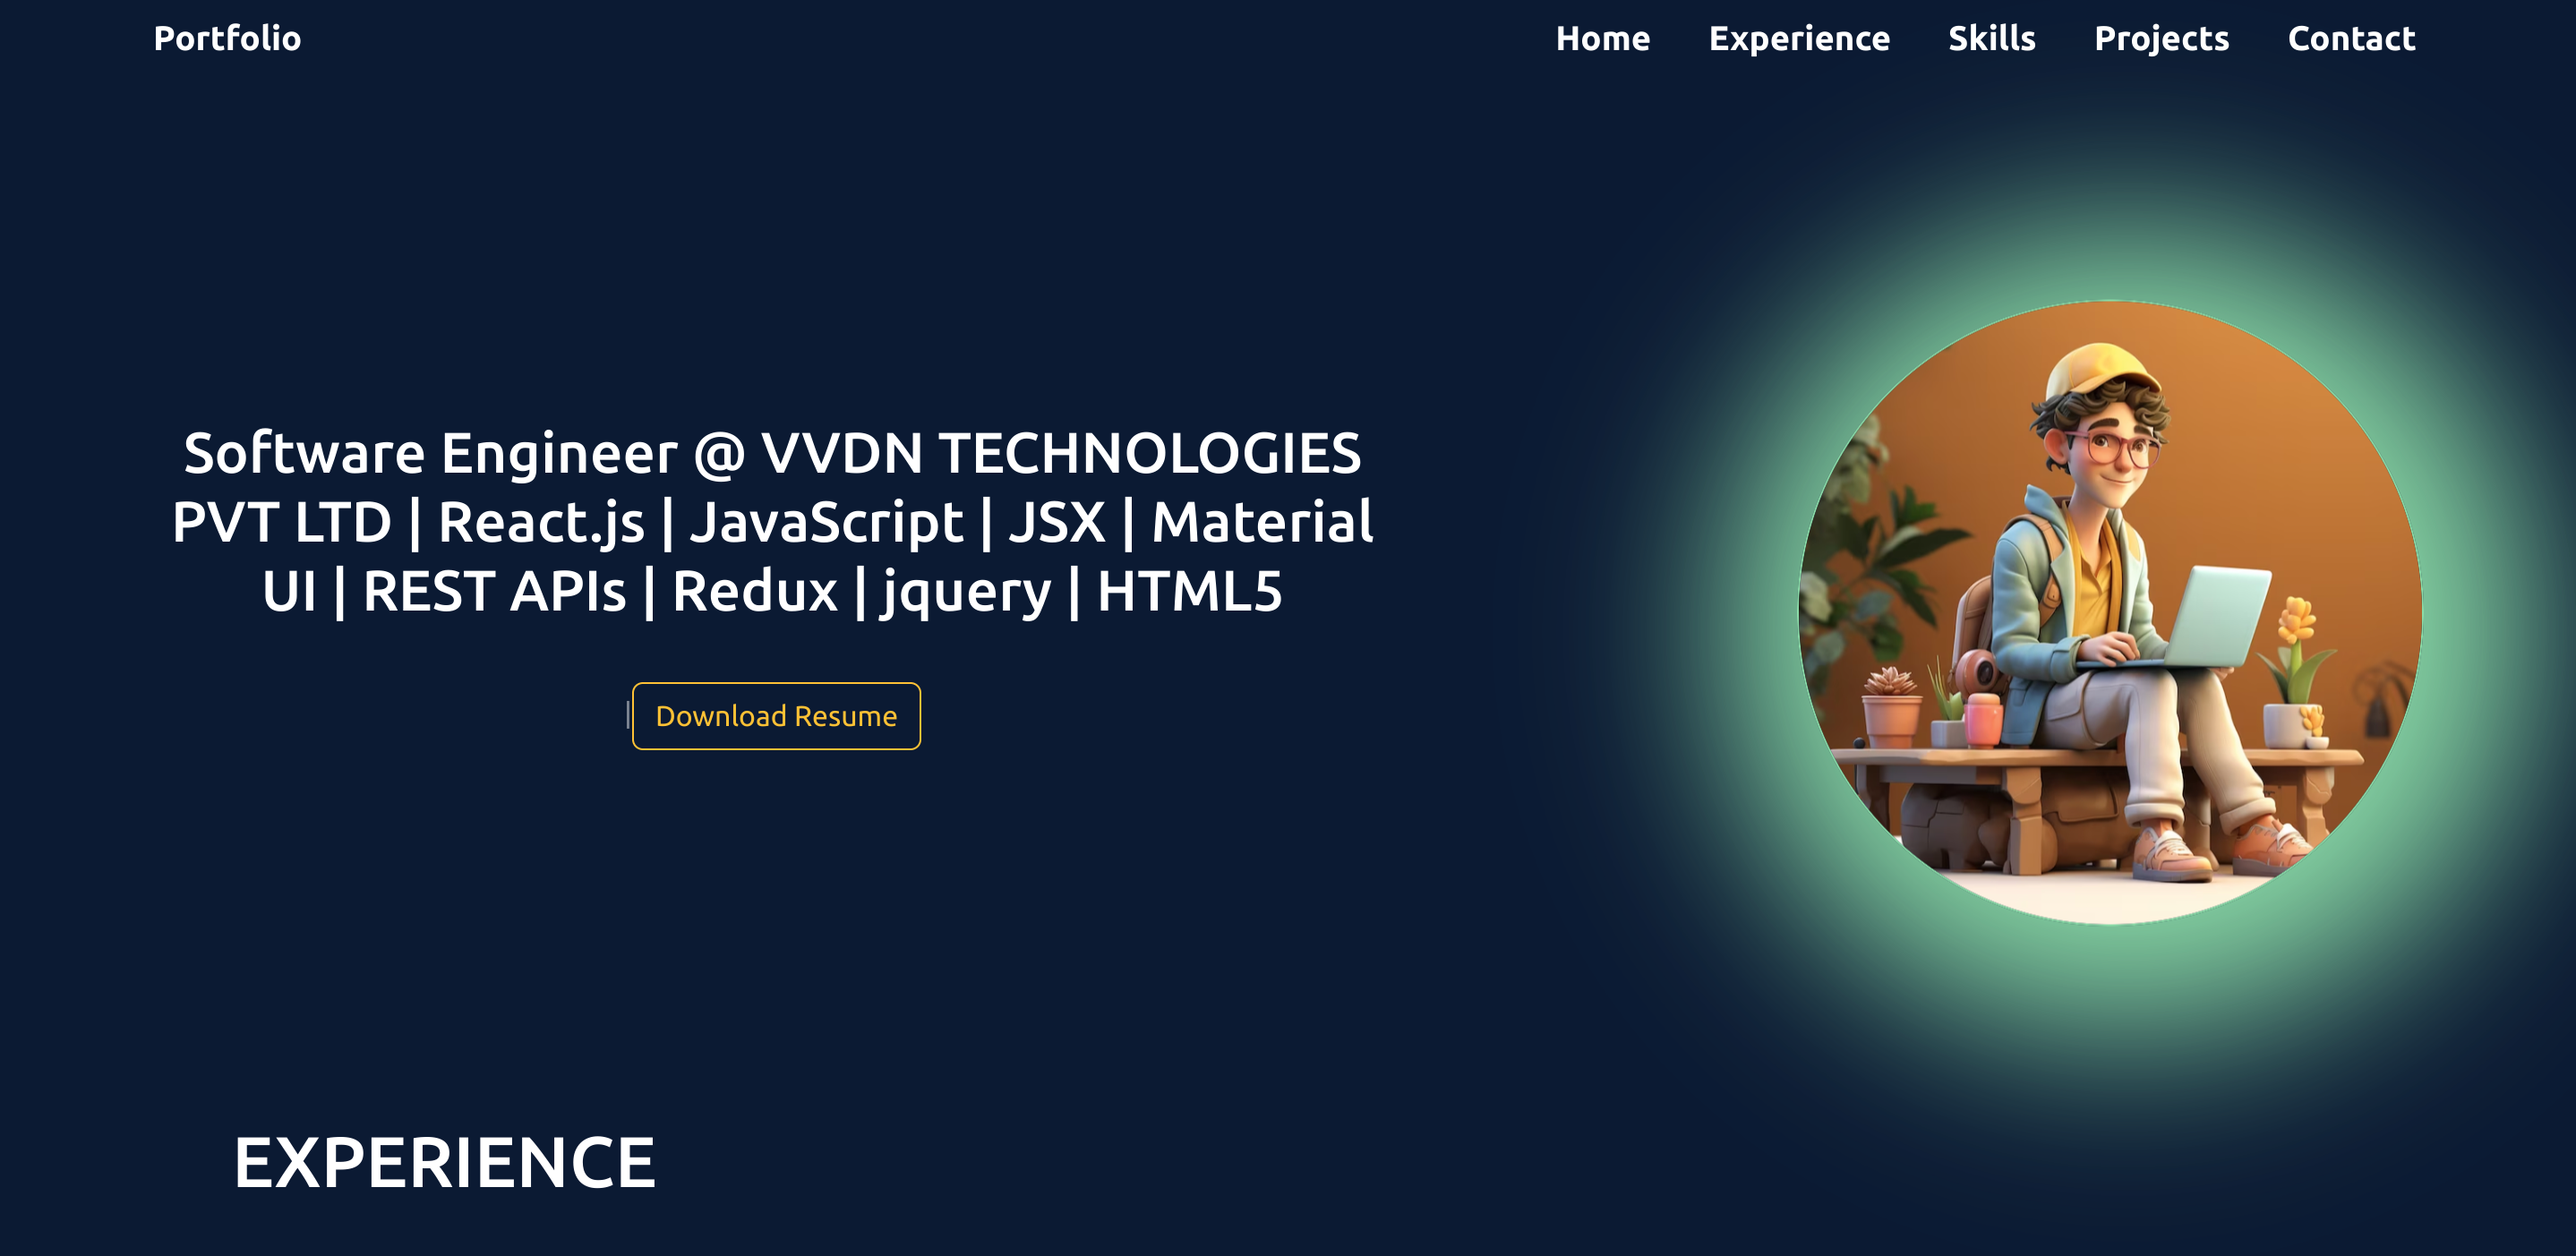 Portfolio
Home Experience Skills Projects Contact
Software Engineer @ VVDN TECHNOLOGIES
PVT LTD | React.js | JavaScript | JSX | Material
UI | REST APIs | Redux | jquery | HTML5
Download Resume
EXPERIENCE